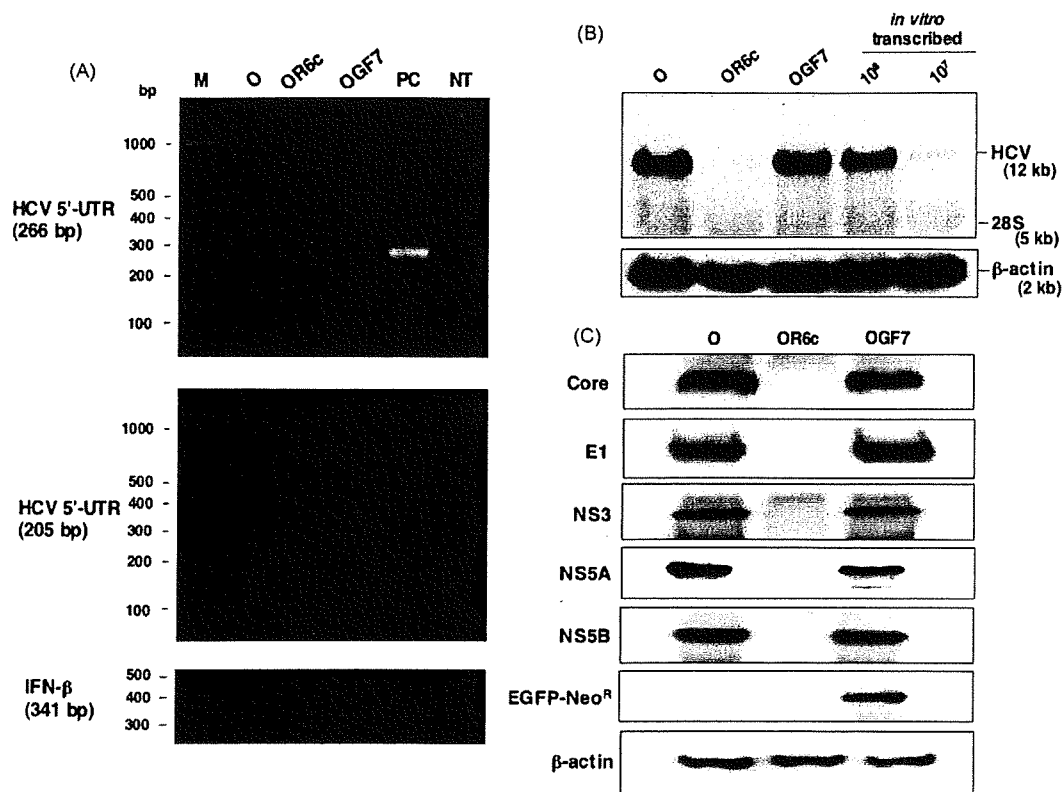 (A)
M O OR6c OGF7 PC NT
bp
1000
500
400
300
200
100
HCV 5'-UTR
(266 bp)
1000
500
400
300
200
100
HCV 5'-UTR
(205 bp)
500
400
300
IFN-β
(341 bp)
(B)
in vitro
transcribed
O OR6c OGF7 10⁸ 10⁷
HCV
(12 kb)
28S
(5 kb)
β-actin
(2 kb)
(C)
O OR6c OGF7
Core
E1
NS3
NS5A
NS5B
EGFP-Neoᴿ
β-actin